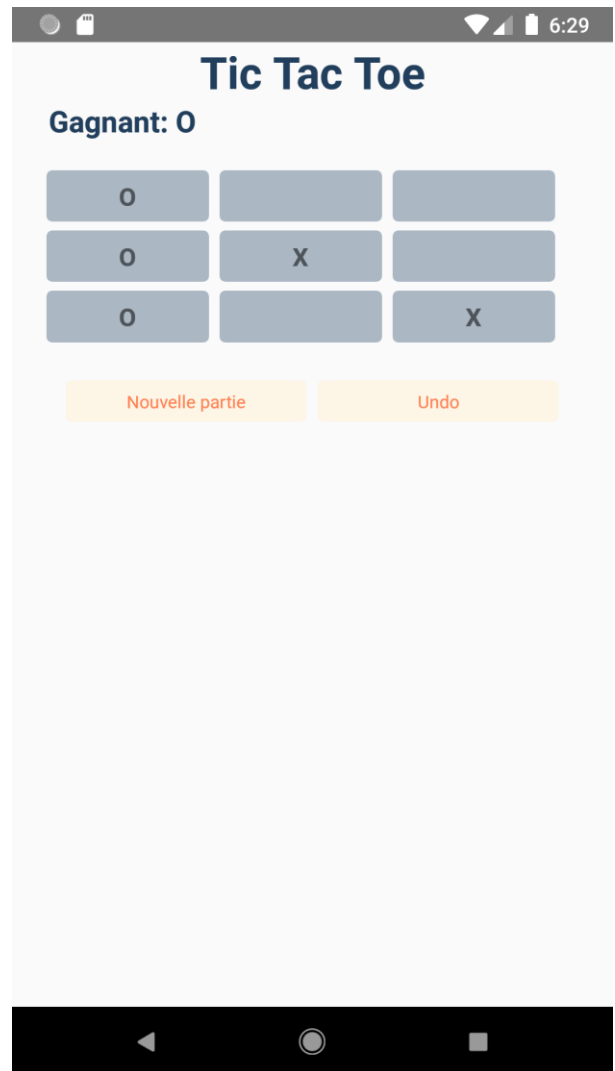 6:29
Tic Tac Toe
Gagnant: O
O
O X
O X
Nouvelle partie Undo